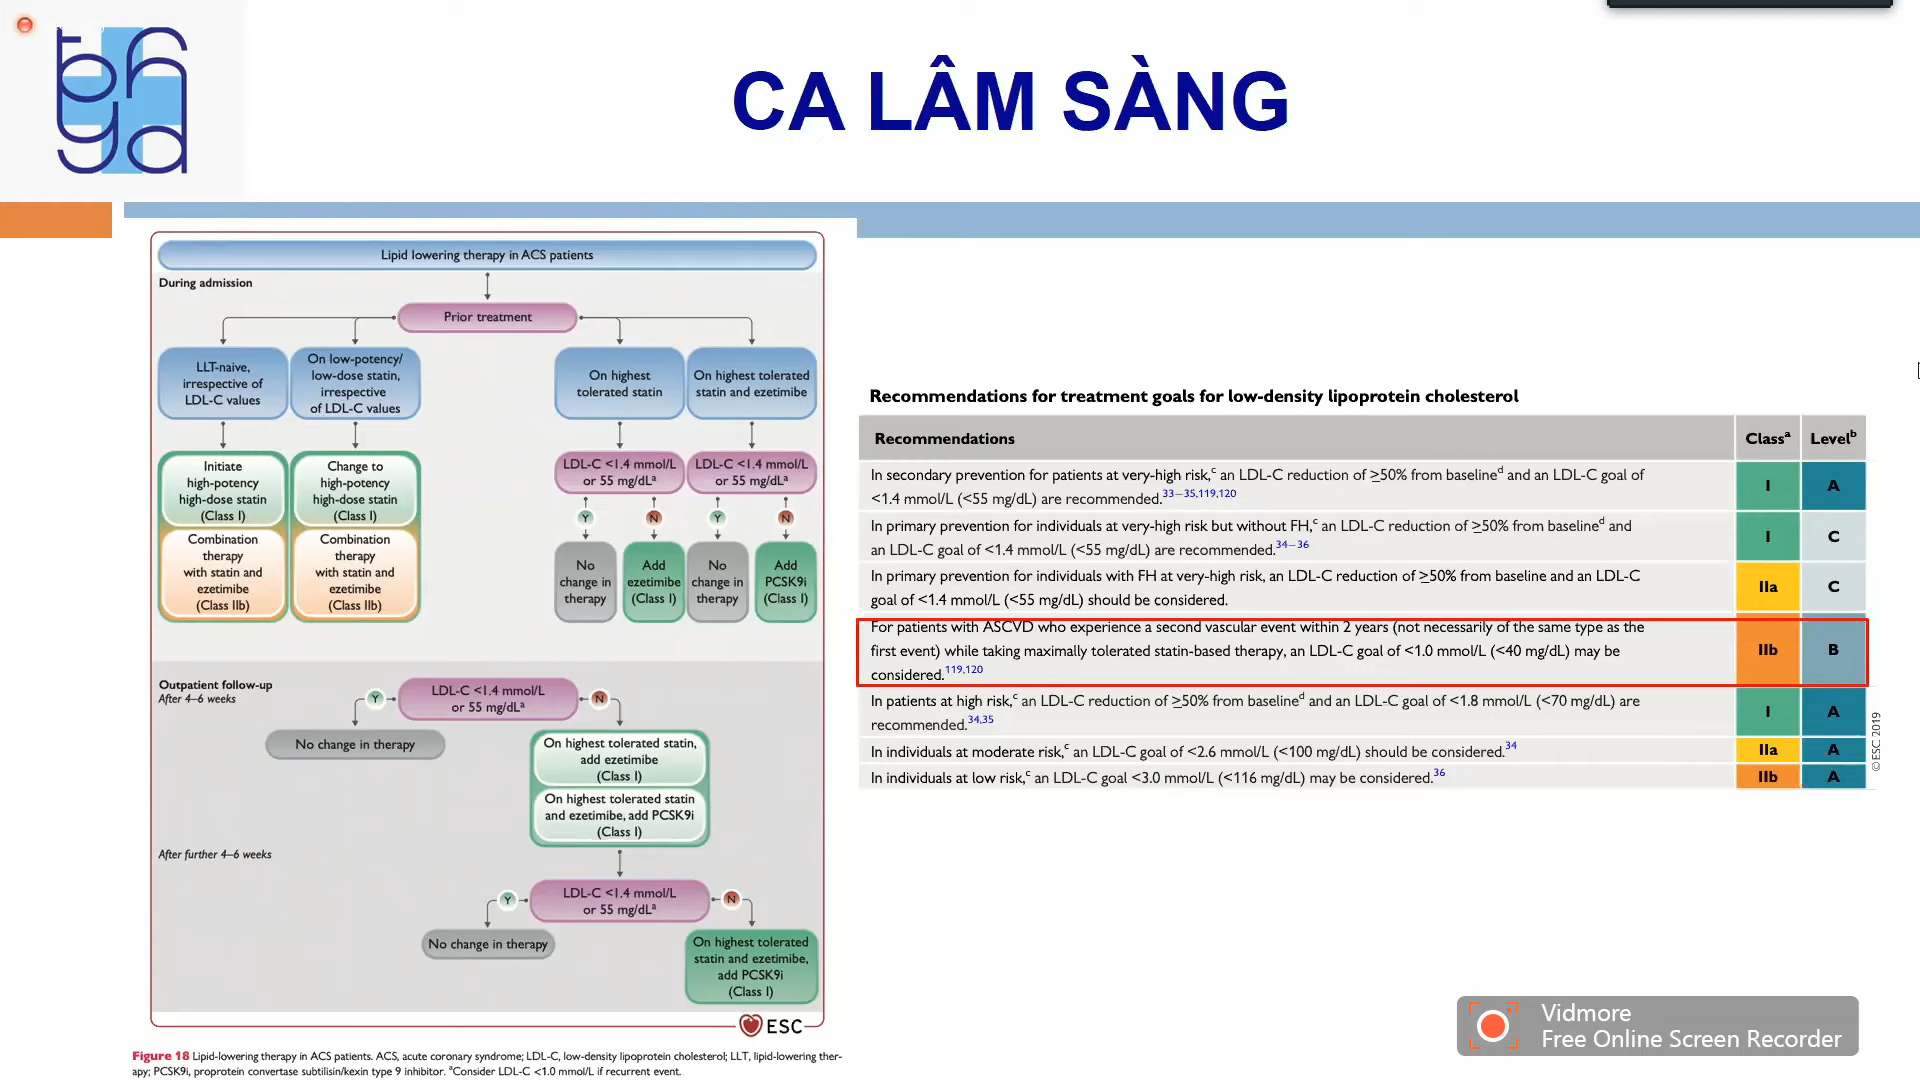 bh
yd
CA LÂM SÀNG
Lipid lowering therapy in ACS patients
During admission
Prior treatment
LLT-naive,
irrespective of
LDL-C values
On low-potency/
low-dose statin,
irrespective
of LDL-C values
On highest
tolerated statin
On highest tolerated
statin and ezetimibe
Initiate
high-potency
high-dose statin
(Class I)
Change to
high-potency
high-dose statin
(Class I)
LDL-C <1.4 mmol/L
or 55 mg/dLª
LDL-C <1.4 mmol/L
or 55 mg/dLª
Y
N
Y
N
Combination
therapy
with statin and
ezetimibe
(Class IIb)
Combination
therapy
with statin and
ezetimibe
(Class IIb)
No
change in
therapy
Add
ezetimibe
(Class I)
No
change in
therapy
Add
PCSK9i
(Class I)
Outpatient follow-up
After 4–6 weeks
Y
LDL-C <1.4 mmol/L
or 55 mg/dLª
N
No change in therapy
On highest tolerated statin,
add ezetimibe
(Class I)
On highest tolerated statin
and ezetimibe, add PCSK9i
(Class I)
After further 4–6 weeks
Y
LDL-C <1.4 mmol/L
or 55 mg/dLª
N
No change in therapy
On highest tolerated
statin and ezetimibe,
add PCSK9i
(Class I)
ESC
Figure 18 Lipid-lowering therapy in ACS patients. ACS, acute coronary syndrome; LDL-C, low-density lipoprotein cholesterol; LLT, lipid-lowering ther-
apy; PCSK9i, proprotein convertase subtilisin/kexin type 9 inhibitor. ªConsider LDL-C <1.0 mmol/L if recurrent event.
Recommendations for treatment goals for low-density lipoprotein cholesterol
Recommendations Classª Levelᵇ
In secondary prevention for patients at very-high risk,ᶜ an LDL-C reduction of ≥50% from baselineᵈ and an LDL-C goal of
<1.4 mmol/L (<55 mg/dL) are recommended.33–35,119,120
I A
In primary prevention for individuals at very-high risk but without FH,ᶜ an LDL-C reduction of ≥50% from baselineᵈ and
an LDL-C goal of <1.4 mmol/L (<55 mg/dL) are recommended.34–36
I C
In primary prevention for individuals with FH at very-high risk, an LDL-C reduction of ≥50% from baseline and an LDL-C
goal of <1.4 mmol/L (<55 mg/dL) should be considered.
IIa C
For patients with ASCVD who experience a second vascular event within 2 years (not necessarily of the same type as the
first event) while taking maximally tolerated statin-based therapy, an LDL-C goal of <1.0 mmol/L (<40 mg/dL) may be
considered.119,120
IIb B
In patients at high risk,ᶜ an LDL-C reduction of ≥50% from baselineᵈ and an LDL-C goal of <1.8 mmol/L (<70 mg/dL) are
recommended.34,35
I A
In individuals at moderate risk,ᶜ an LDL-C goal of <2.6 mmol/L (<100 mg/dL) should be considered.34
IIa A
In individuals at low risk,ᶜ an LDL-C goal <3.0 mmol/L (<116 mg/dL) may be considered.36
IIb A
© ESC 2019
Vidmore
Free Online Screen Recorder